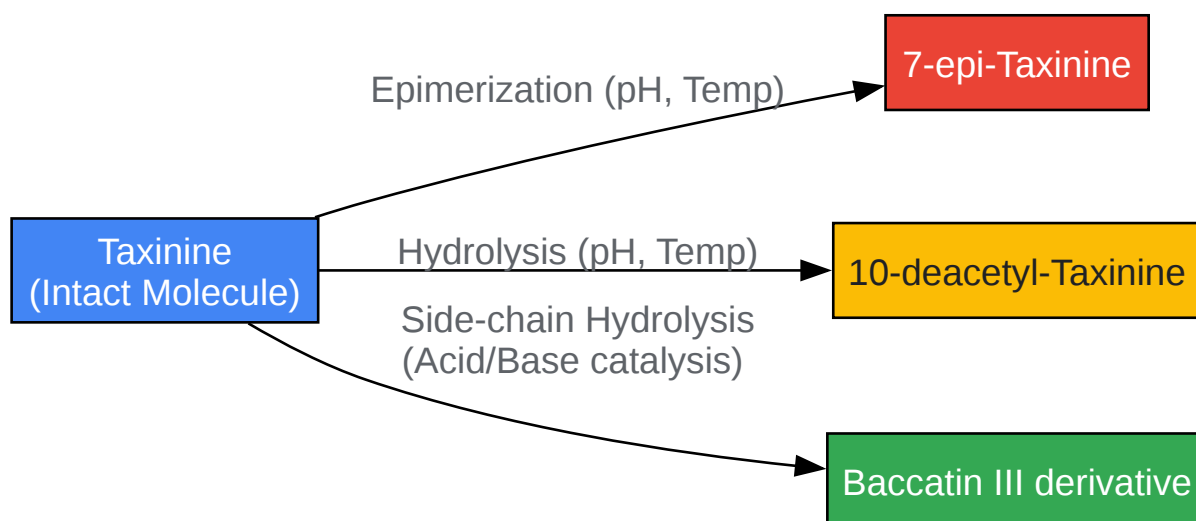 7-epi-Taxinine
Epimerization (pH, Temp)
Taxinine
(Intact Molecule)
Hydrolysis (pH, Temp)
10-deacetyl-Taxinine
Side-chain Hydrolysis
(Acid/Base catalysis)
Baccatin III derivative